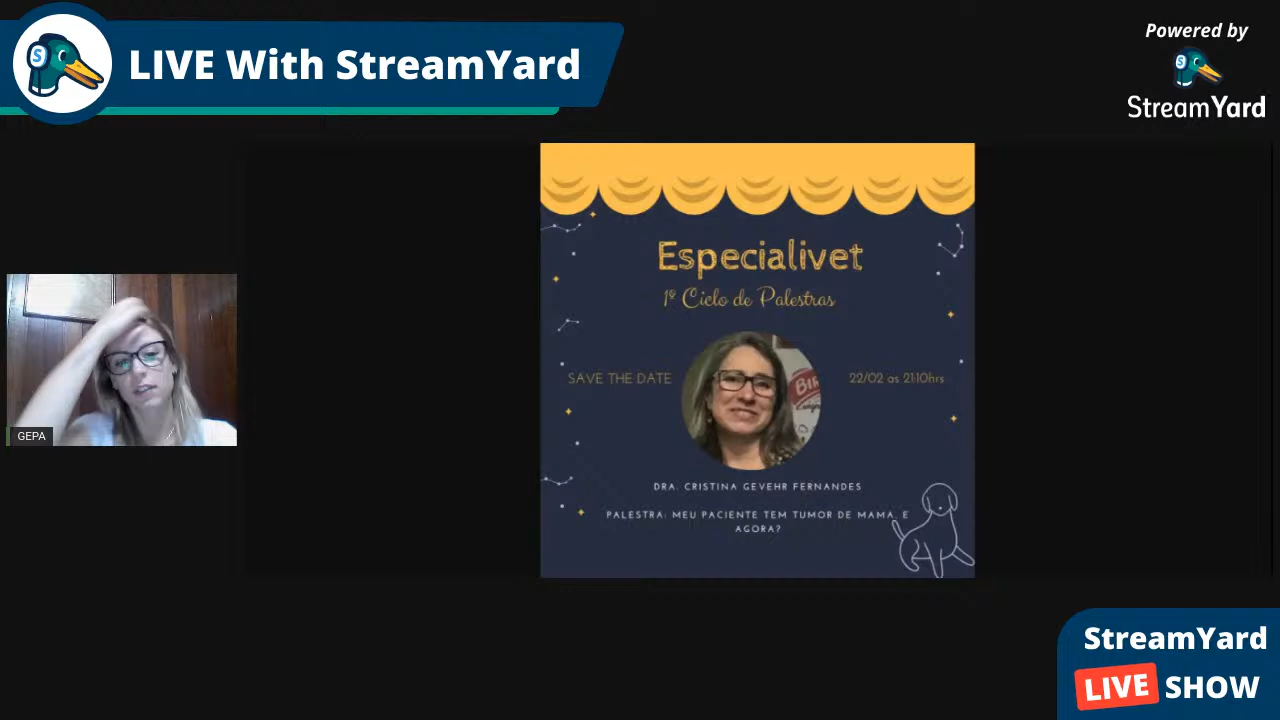 LIVE With StreamYard
Powered by
StreamYard
Especialivet
1º Ciclo de Palestras
SAVE THE DATE
22/02 as 21:10hrs
BIR
DRA. CRISTINA GEVEHR FERNANDES
PALESTRA: MEU PACIENTE TEM TUMOR DE MAMA, E
AGORA?
GEPA
StreamYard
LIVE SHOW